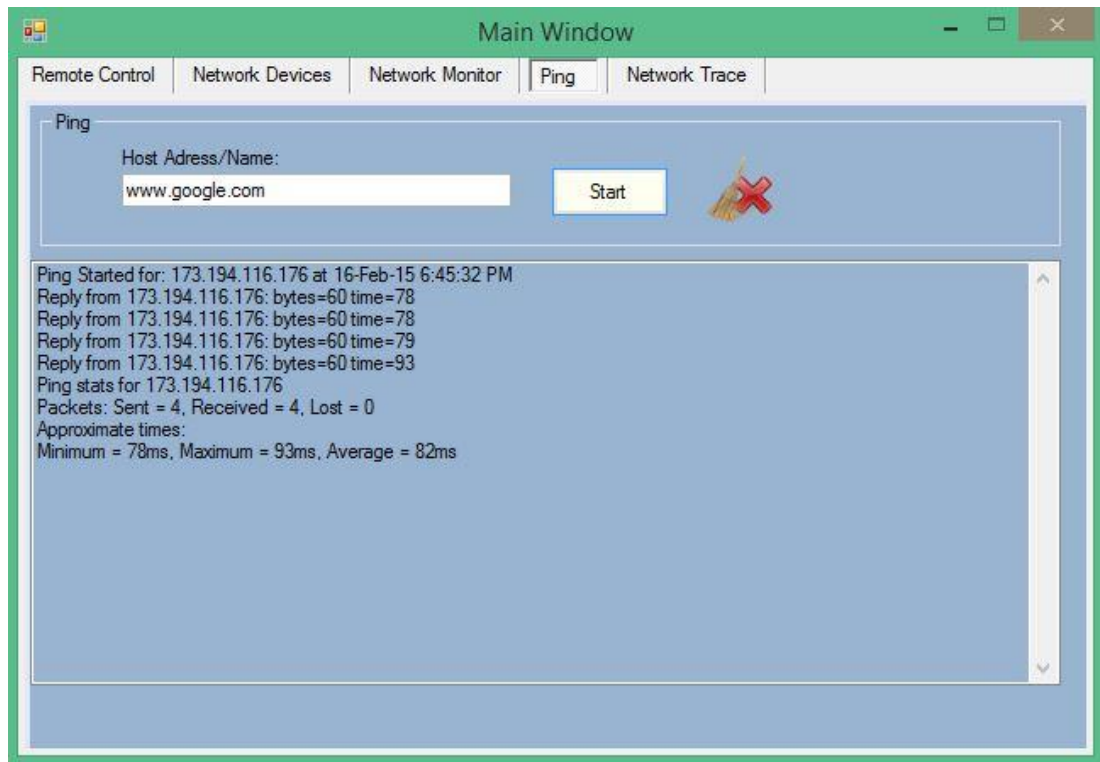 Main Window
Remote Control Network Devices Network Monitor Ping Network Trace
Ping
Host Adress/Name:
www.google.com Start
Ping Started for: 173.194.116.176 at 16-Feb-15 6:45:32 PM
Reply from 173.194.116.176: bytes=60 time=78
Reply from 173.194.116.176: bytes=60 time=78
Reply from 173.194.116.176: bytes=60 time=79
Reply from 173.194.116.176: bytes=60 time=93
Ping stats for 173.194.116.176
Packets: Sent = 4, Received = 4, Lost = 0
Approximate times:
Minimum = 78ms, Maximum = 93ms, Average = 82ms